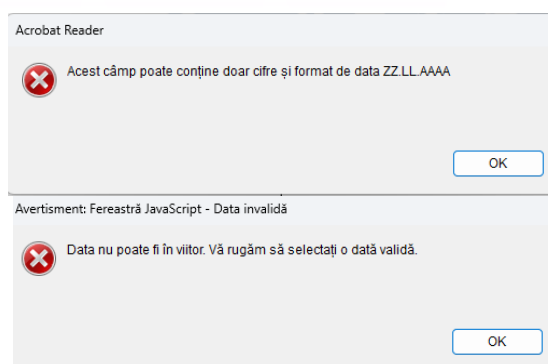 Acrobat Reader
Acest câmp poate conține doar cifre și format de data ZZ.LL.AAAA
OK
Avertisment: Fereastră JavaScript - Data invalidă
Data nu poate fi în viitor. Vă rugăm să selectați o dată validă.
OK